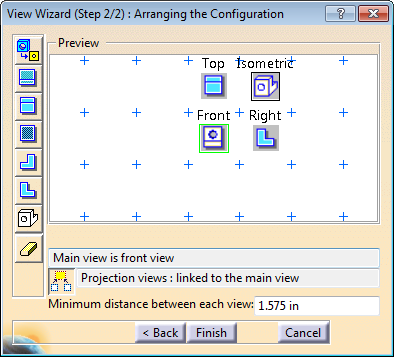 View Wizard (Step 2/2) : Arranging the Configuration
Preview
Top Isometric
Front Right
Main view is front view
Projection views : linked to the main view
Minimum distance between each view: 1.575 in
< Back Finish Cancel